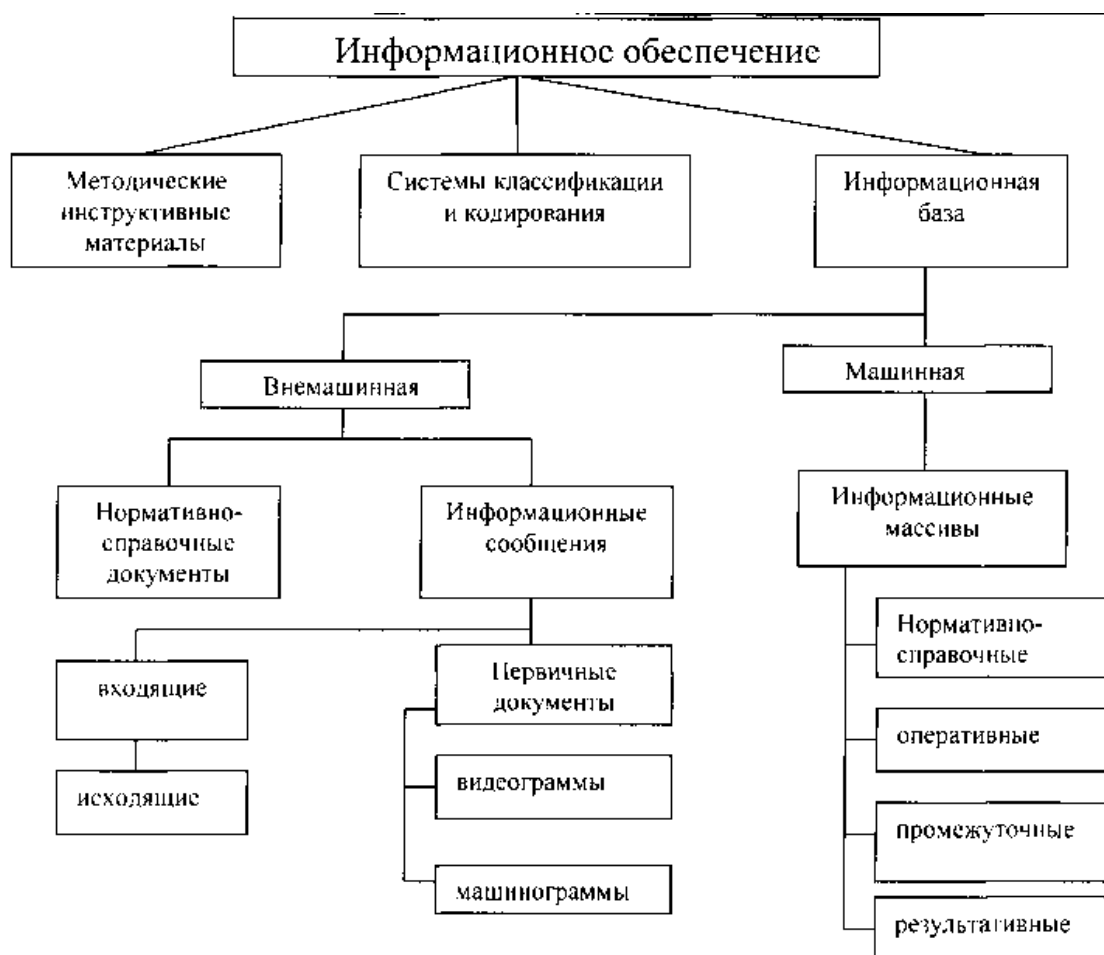 Информационное обеспечение
Методические
инструктивные
материалы
Системы классификации
и кодирования
Информационная
база
Внемашинная
Машинная
Нормативно-
справочные
документы
Информационные
сообщения
Информационные
массивы
входящие
исходящие
Первичные
документы
видеограммы
машинограммы
Нормативно-
справочные
оперативные
промежуточные
результативные